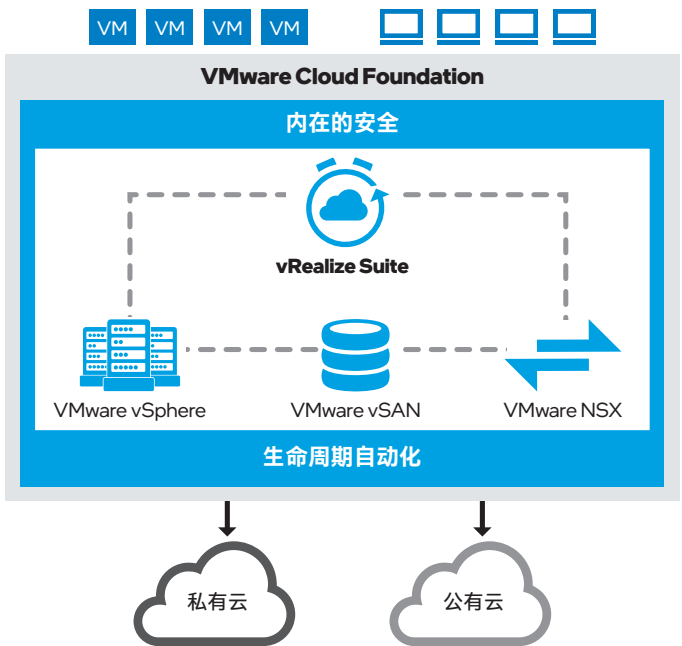 VM VM VM VM
VMware Cloud Foundation
内在的安全
vRealize Suite
VMware vSphere VMware vSAN VMware NSX
生命周期自动化
私有云 公有云